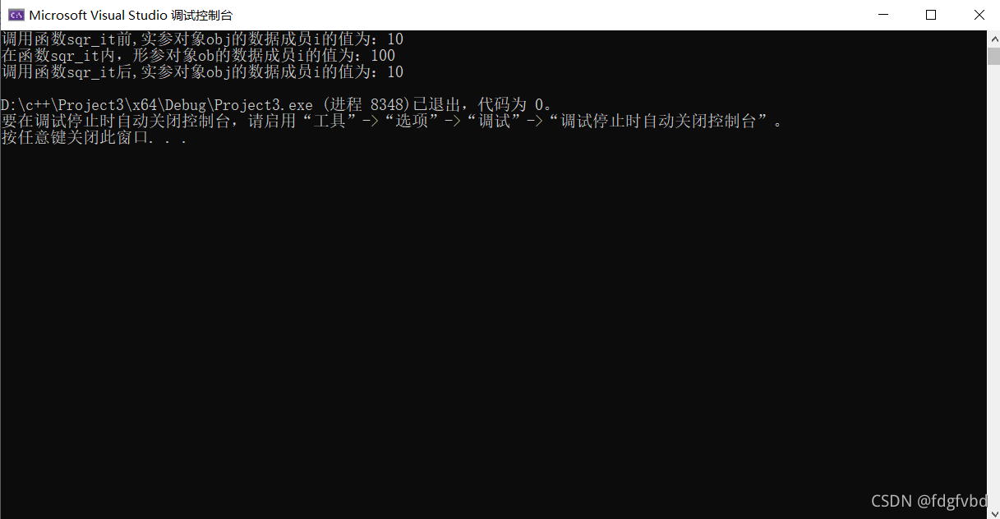 Microsoft Visual Studio 调试控制台
调用函数sqr_it前,实参对象obj的数据成员i的值为：10
在函数sqr_it内，形参对象ob的数据成员i的值为：100
调用函数sqr_it后,实参对象obj的数据成员i的值为：10
D:\c++\Project3\x64\Debug\Project3.exe (进程 8348)已退出，代码为 0。
要在调试停止时自动关闭控制台，请启用“工具”->“选项”->“调试”->“调试停止时自动关闭控制台”。
按任意键关闭此窗口. . .
CSDN @fdgfvbd